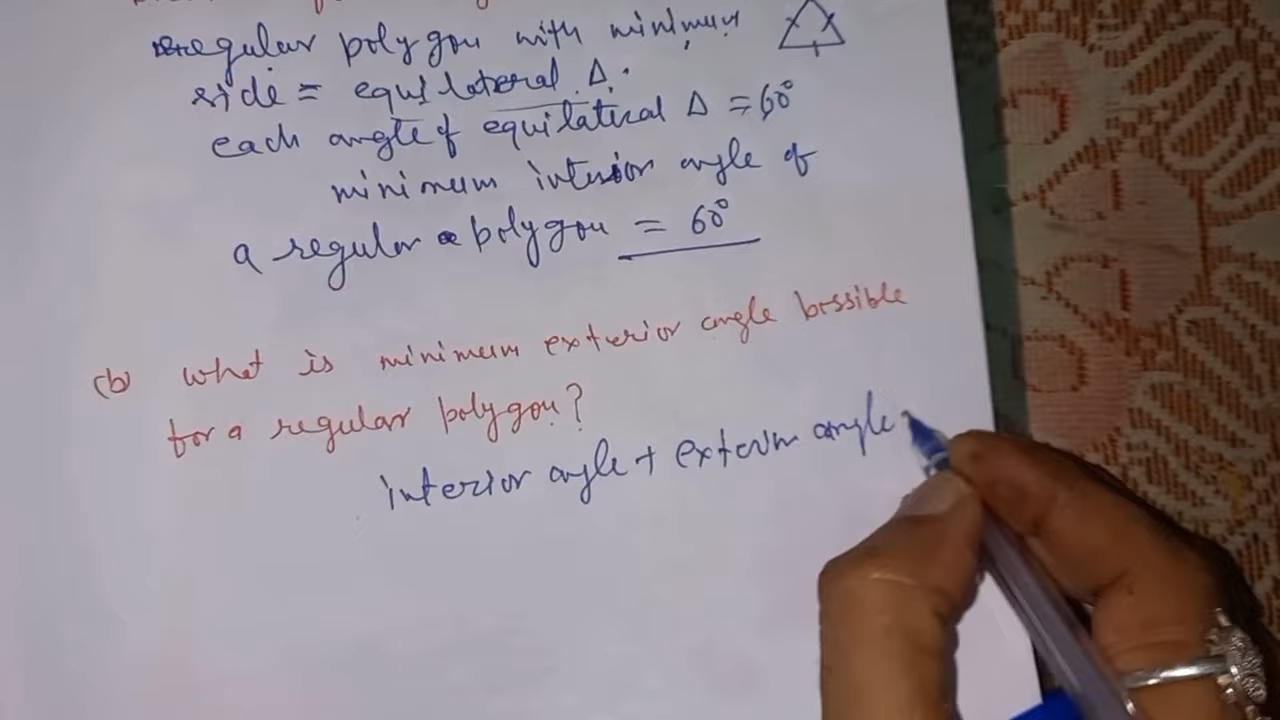 regular polygon with minimum
side = equilateral Δ.
each angle of equilateral Δ = 60°
minimum interior angle of
a regular polygon = 60°
(b) What is minimum exterior angle possible
for a regular polygon?
interior angle + exterior angle